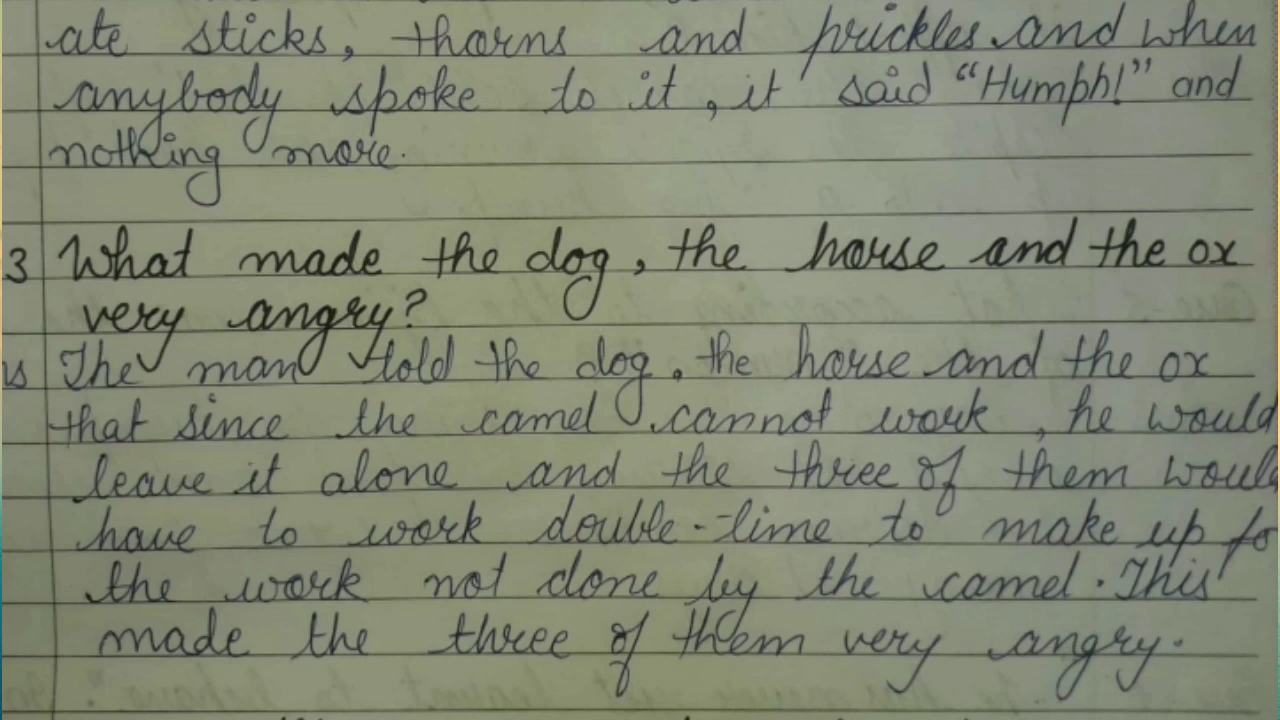 ate sticks, thorns and prickles and when
anybody spoke to it, it said "Humph!" and
nothing more.
3 What made the dog, the horse and the ox
very angry?
The man told the dog, the horse and the ox
that since the camel cannot work, he would
leave it alone and the three of them would
have to work double-time to make up fo
the work not done by the camel. This
made the three of them very angry.